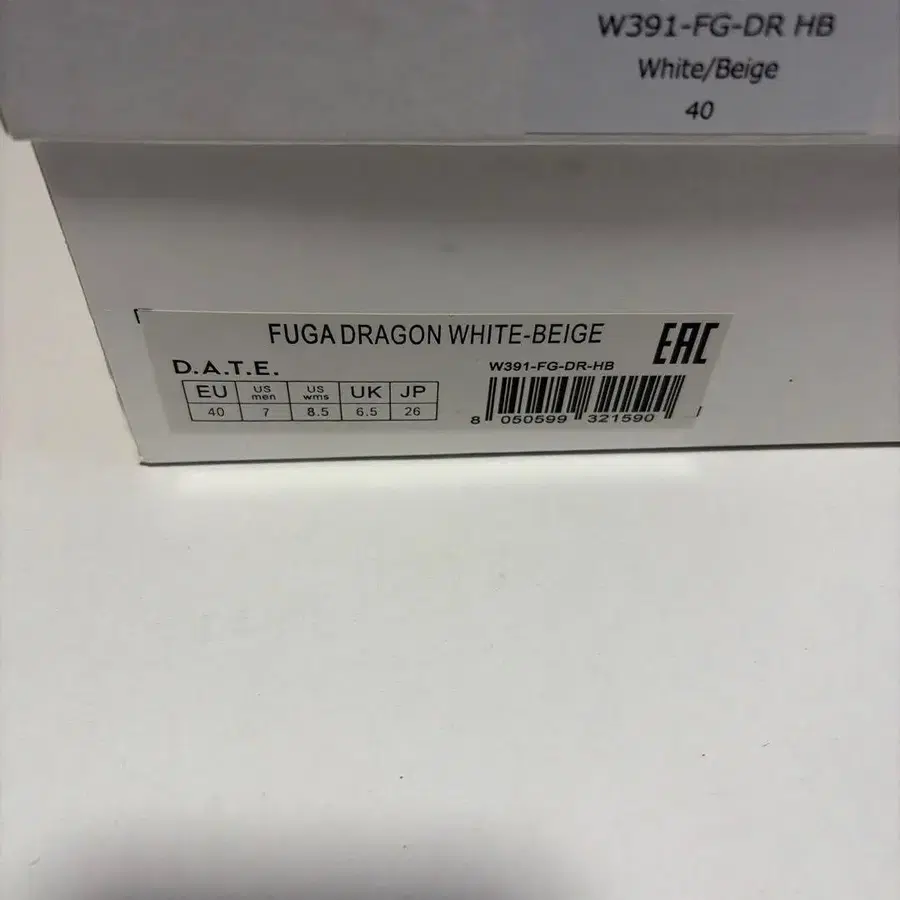 W391-FG-DR HB
White/Beige
40
FUGA DRAGON WHITE-BEIGE
EAC
D.A.T.E.
W391-FG-DR-HB
EU US men US wms UK JP
40 7 8.5 6.5 26
8 050599 321590